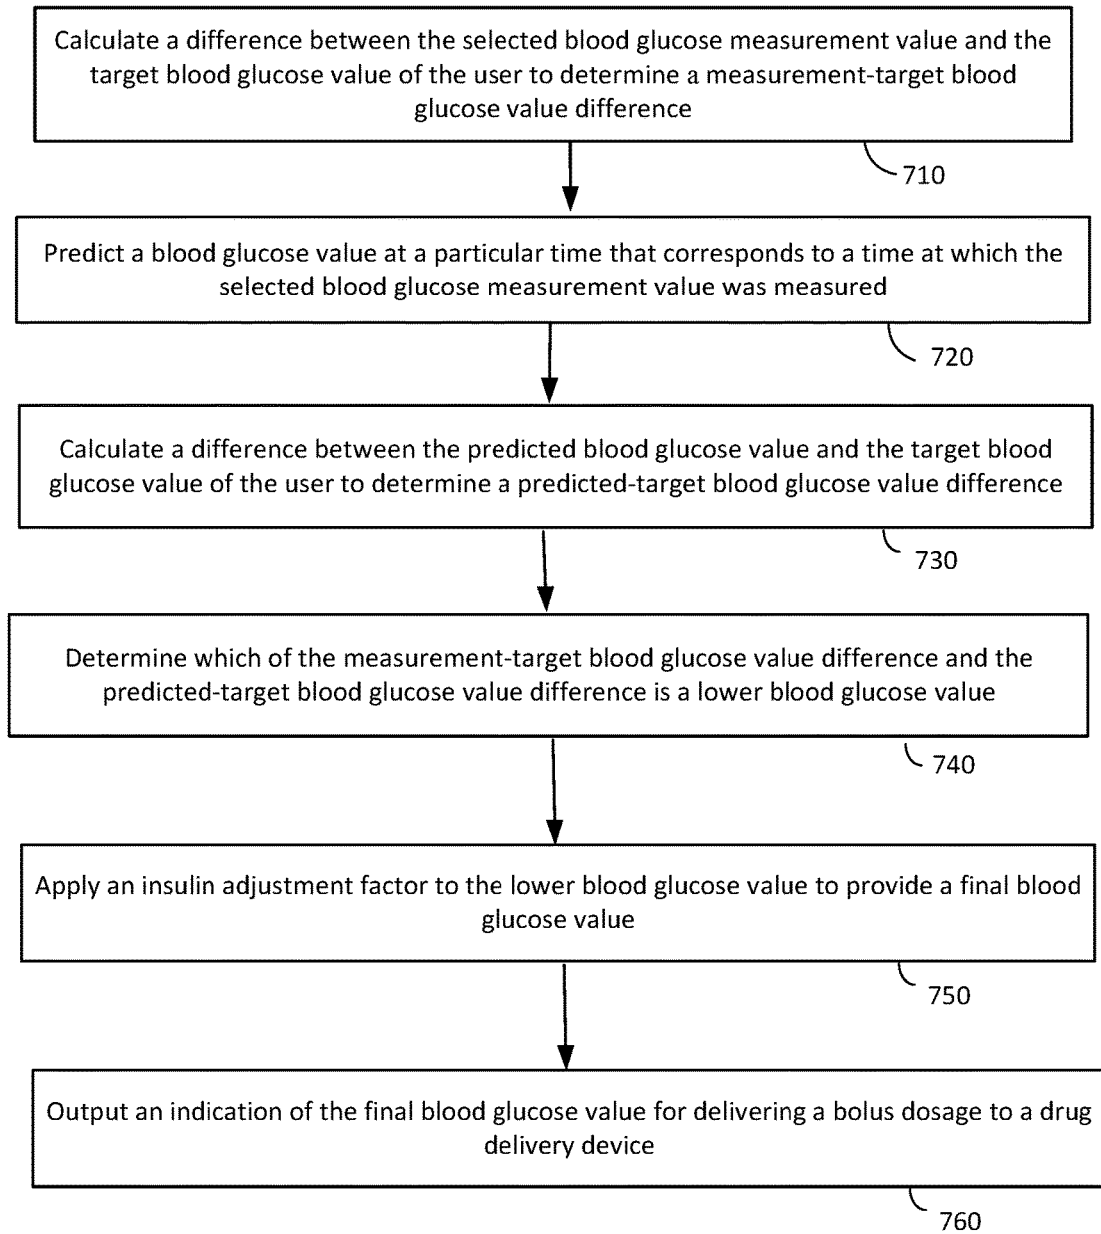 Calculate a difference between the selected blood glucose measurement value and the
target blood glucose value of the user to determine a measurement-target blood
glucose value difference
710
Predict a blood glucose value at a particular time that corresponds to a time at which the
selected blood glucose measurement value was measured
720
Calculate a difference between the predicted blood glucose value and the target blood
glucose value of the user to determine a predicted-target blood glucose value difference
730
Determine which of the measurement-target blood glucose value difference and the
predicted-target blood glucose value difference is a lower blood glucose value
740
Apply an insulin adjustment factor to the lower blood glucose value to provide a final blood
glucose value
750
Output an indication of the final blood glucose value for delivering a bolus dosage to a drug
delivery device
760